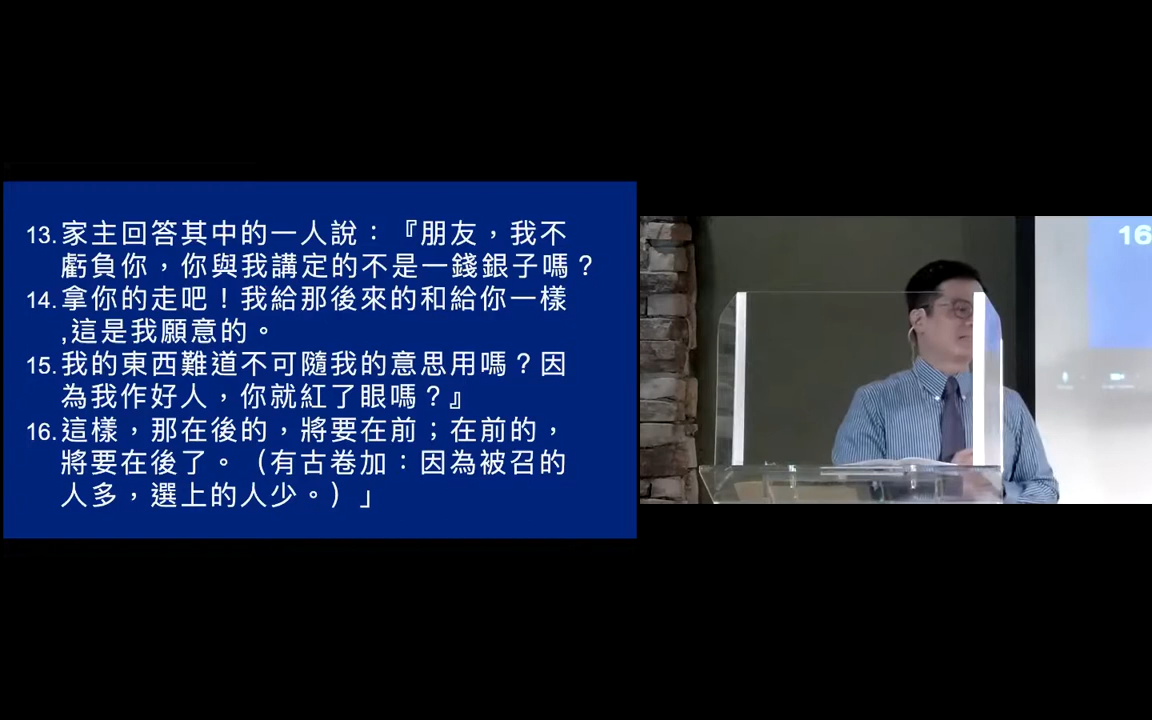 13. 家主回答其中的一人說：『朋友，我不
虧負你，你與我講定的不是一錢銀子嗎？
14. 拿你的走吧！我給那後來的和給你一樣
,這是我願意的。
15. 我的東西難道不可隨我的意思用嗎？因
為我作好人，你就紅了眼嗎？』
16. 這樣，那在後的，將要在前；在前的，
將要在後了。（有古卷加：因為被召的
人多，選上的人少。）」
16